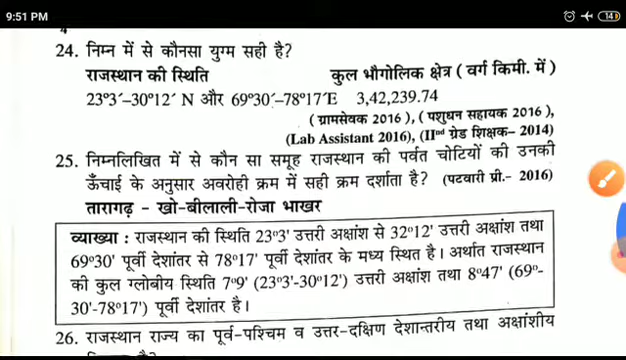 9:51 PM
14
24. निम्न में से कौनसा युग्म सही है?
राजस्थान की स्थिति कुल भौगोलिक क्षेत्र (वर्ग किमी. में)
23°3´–30°12´ N और 69°30´–78°17´E 3,42,239.74
(ग्रामसेवक 2016), (पशुधन सहायक 2016),
(Lab Assistant 2016), (IIⁿᵈ ग्रेड शिक्षक– 2014)
25. निम्नलिखित में से कौन सा समूह राजस्थान की पर्वत चोटियों की उनकी
ऊँचाई के अनुसार अवरोही क्रम में सही क्रम दर्शाता है? (पटवारी प्री.- 2016)
तारागढ़ - खो-बीलाली-रोजा भाखर
व्याख्या : राजस्थान की स्थिति 23°3' उत्तरी अक्षांश से 32°12' उत्तरी अक्षांश तथा
69°30' पूर्वी देशांतर से 78°17' पूर्वी देशांतर के मध्य स्थित है। अर्थात राजस्थान
की कुल ग्लोबीय स्थिति 7°9' (23°3'-30°12') उत्तरी अक्षांश तथा 8°47' (69°-
30'-78°17') पूर्वी देशांतर है।
26. राजस्थान राज्य का पूर्व-पश्चिम व उत्तर-दक्षिण देशान्तरीय तथा अक्षांशीय